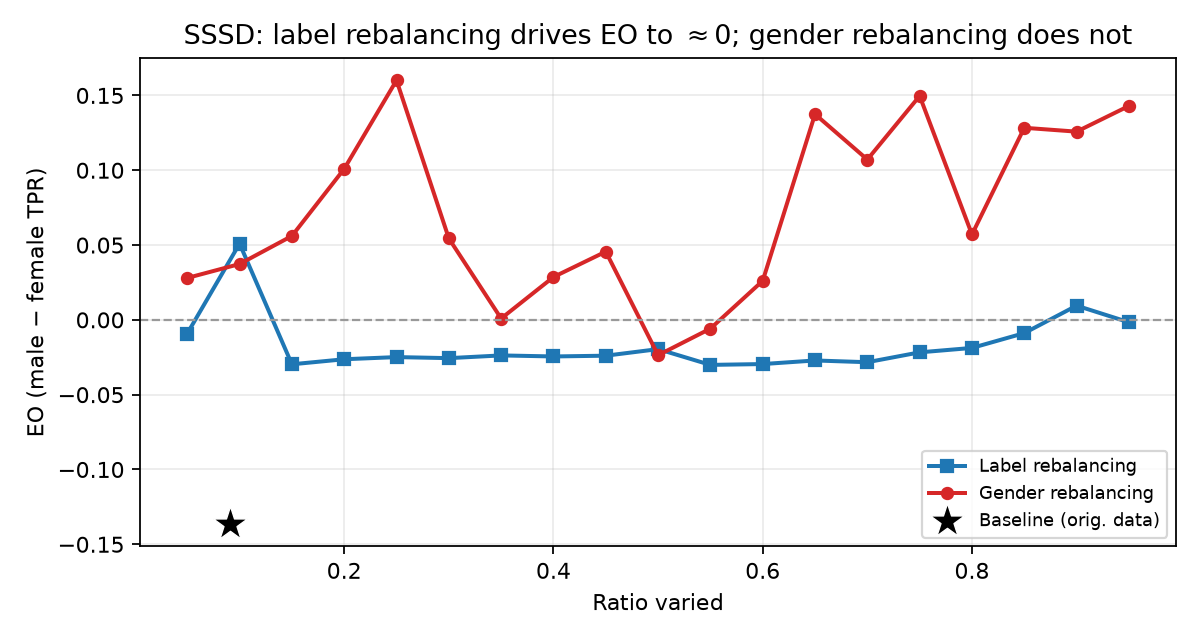 SSSD: label rebalancing drives EO to ≈0; gender rebalancing does not
EO (male − female TPR)
0.15
0.10
0.05
0.00
−0.05
−0.10
−0.15
Label rebalancing
Gender rebalancing
Baseline (orig. data)
0.2 0.4 0.6 0.8
Ratio varied